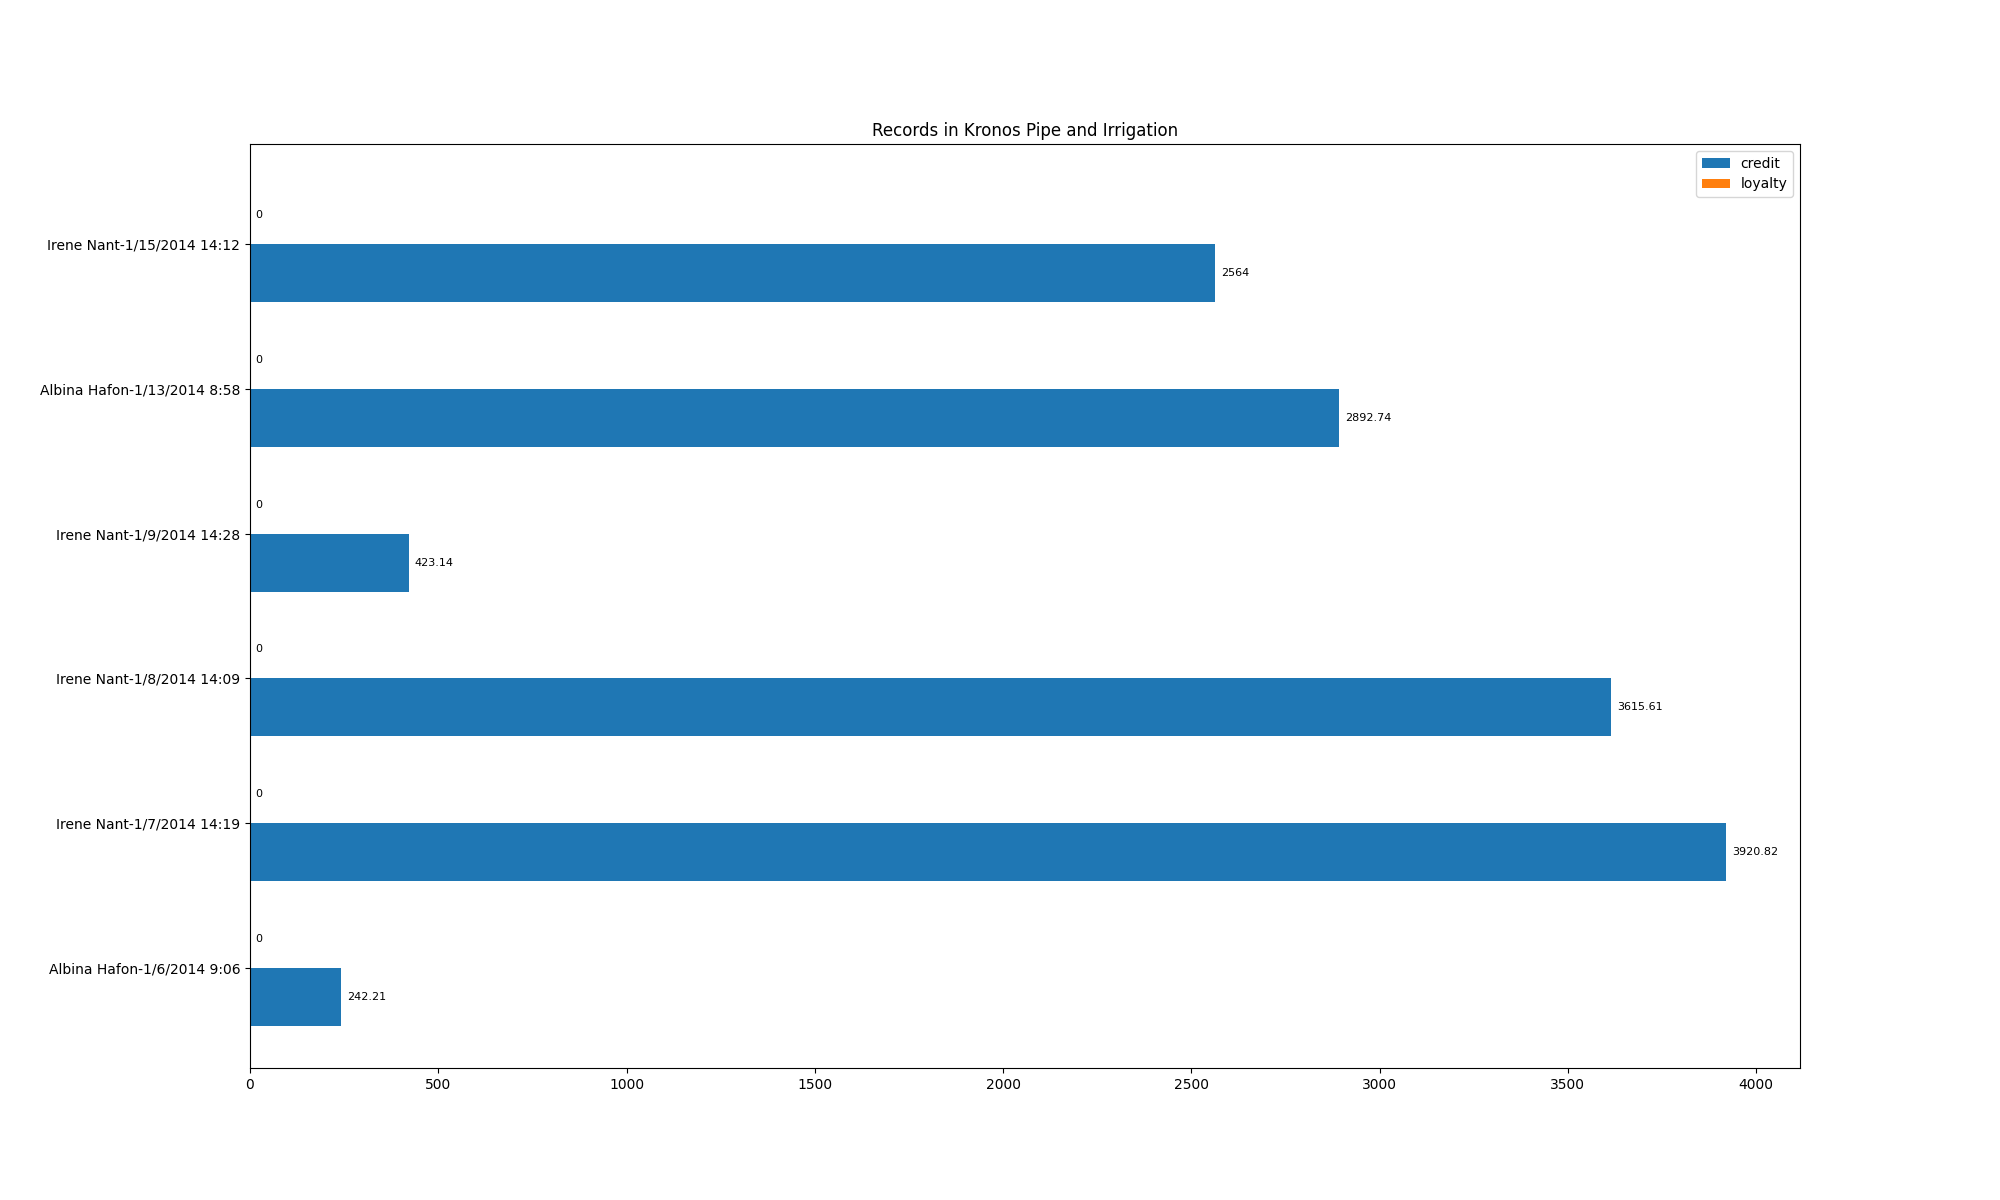 Records in Kronos Pipe and Irrigation
credit
loyalty
0
Irene Nant-1/15/2014 14:12
2564
0
Albina Hafon-1/13/2014 8:58
2892.74
0
Irene Nant-1/9/2014 14:28
423.14
0
Irene Nant-1/8/2014 14:09
3615.61
0
Irene Nant-1/7/2014 14:19
3920.82
0
Albina Hafon-1/6/2014 9:06
242.21
0 500 1000 1500 2000 2500 3000 3500 4000